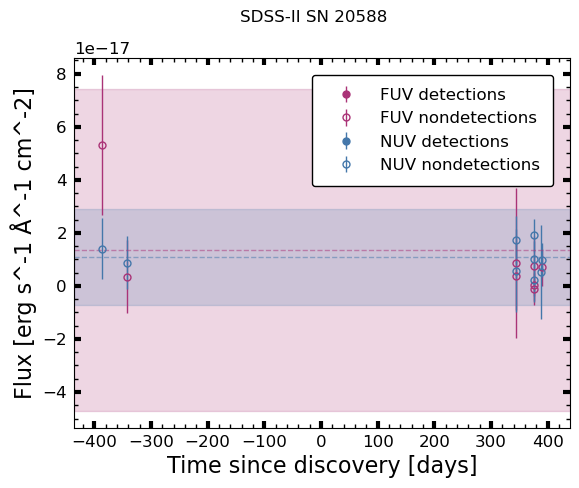 SDSS-II SN 20588
1e−17
8
6
4
2
0
−2
−4
Flux [erg s^-1 Å^-1 cm^-2]
FUV detections
FUV nondetections
NUV detections
NUV nondetections
−400 −300 −200 −100 0 100 200 300 400
Time since discovery [days]